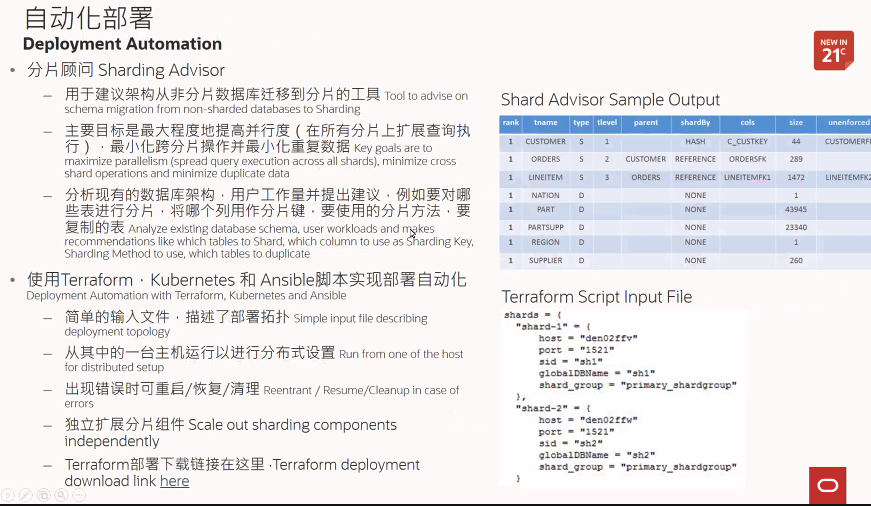 自动化部署
Deployment Automation
• 分片顾问 Sharding Advisor
– 用于建议架构从非分片数据库迁移到分片的工具 Tool to advise on
schema migration from non-sharded databases to Sharding
– 主要目标是最大程度地提高并行度（在所有分片上扩展查询执
行），最小化跨分片操作并最小化重复数据 Key goals are to
maximize parallelism (spread query execution across all shards), minimize cross
shard operations and minimize duplicate data
– 分析现有的数据库架构，用户工作量并提出建议，例如要对哪
些表进行分片，将哪个列用作分片键，要使用的分片方法，要
复制的表 Analyze existing database schema, user workloads and makes
recommendations like which tables to Shard, which column to use as Sharding Key,
Sharding Method to use, which tables to duplicate
• 使用Terraform，Kubernetes 和 Ansible脚本实现部署自动化
Deployment Automation with Terraform, Kubernetes and Ansible
– 简单的输入文件，描述了部署拓扑 Simple input file describing
deployment topology
– 从其中的一台主机运行以进行分布式设置 Run from one of the host
for distributed setup
– 出现错误时可重启/恢复/清理 Reentrant / Resume/Cleanup in case of
errors
– 独立扩展分片组件 Scale out sharding components
independently
– Terraform部署下载链接在这里 ·Terraform deployment
download link here
NEW IN
21c
Shard Advisor Sample Output
rank tname type tlevel parent shardBy cols size unenforced
1 CUSTOMER S 1 HASH C_CUSTKEY 44 CUSTOMERF
1 ORDERS S 2 CUSTOMER REFERENCE ORDERSFK 289
1 LINEITEM S 3 ORDERS REFERENCE LINEITEMFK1 1472 LINEITEMFK2
1 NATION D NONE 1
1 PART D NONE 43945
1 PARTSUPP D NONE 23340
1 REGION D NONE 1
1 SUPPLIER D NONE 260
Terraform Script Input File
shards = {
"shard-1" = {
host = "den02ffv"
port = "1521"
sid = "sh1"
globalDBName = "sh1"
shard_group = "primary_shardgroup"
},
"shard-2" = {
host = "den02ffw"
port = "1521"
sid = "sh2"
globalDBName = "sh2"
shard_group = "primary_shardgroup"
}